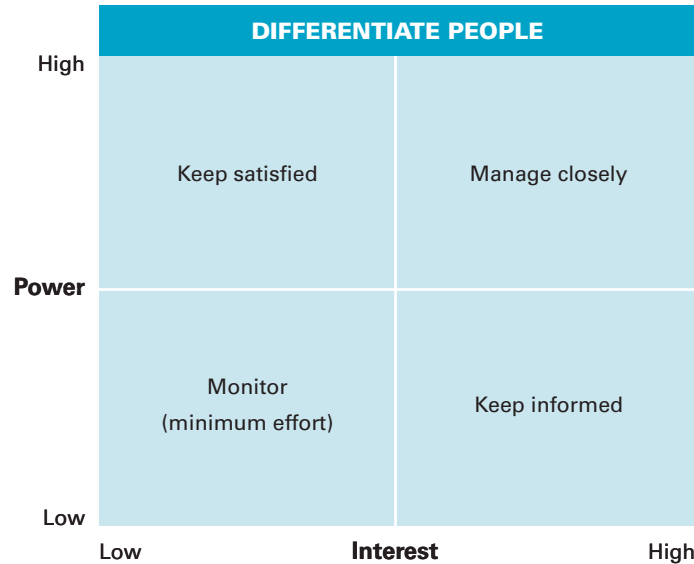 DIFFERENTIATE PEOPLE
High
Keep satisfied
Manage closely
Power
Monitor
(minimum effort)
Keep informed
Low
Low
Interest
High